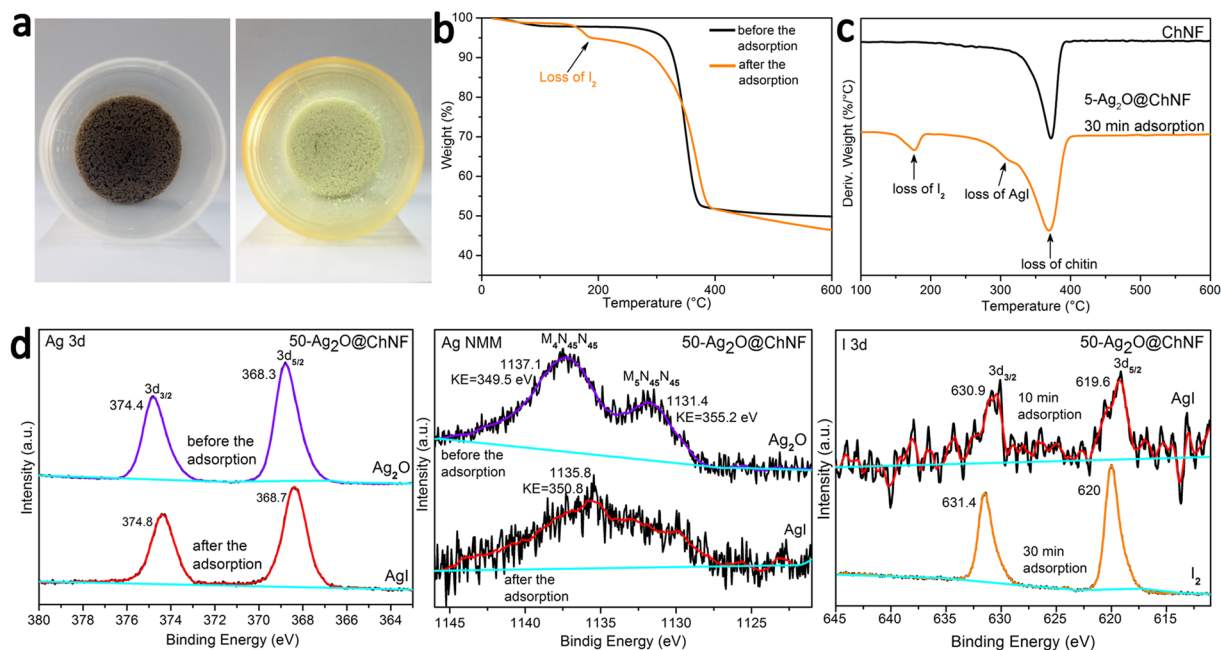 a
b
100
95
90
85
80
75
70
65
60
55
50
45
40
35
Weight (%)
before the
adsorption
after the
adsorption
Loss of I₂
0
200
400
600
Temperature (°C)
c
ChNF
5-Ag₂O@ChNF
30 min adsorption
Deriv. Weight (%/°C)
loss of I₂
loss of AgI
loss of chitin
100
200
300
400
500
600
Temperature (°C)
d
Ag 3d
50-Ag₂O@ChNF
3d₅/₂
368.3
3d₃/₂
374.4
before the
adsorption
Ag₂O
368.7
374.8
after the
adsorption
AgI
Intensity (a.u.)
380
378
376
374
372
370
368
366
364
Binding Energy (eV)
Ag NMM
M₄N₄₅N₄₅
50-Ag₂O@ChNF
1137.1
KE=349.5 eV
M₅N₄₅N₄₅
1131.4
KE=355.2 eV
Ag₂O
before the
adsorption
1135.8
KE=350.8
AgI
after the
adsorption
Intensity (a.u.)
1145
1140
1135
1130
1125
Bindig Energy (eV)
I 3d
50-Ag₂O@ChNF
3d₃/₂
630.9
3d₅/₂
619.6
10 min
adsorption
AgI
631.4
620
30 min
adsorption
I₂
Intensity (a.u.)
645
640
635
630
625
620
615
Binding Energy (eV)